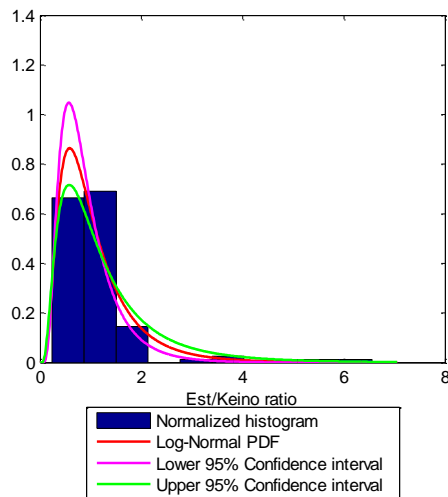 1.4
1.2
1
0.8
0.6
0.4
0.2
0
0 2 4 6 8
Est/Keino ratio
Normalized histogram
Log-Normal PDF
Lower 95% Confidence interval
Upper 95% Confidence interval